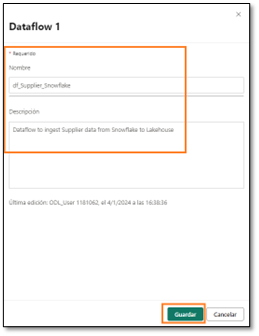 Dataflow 1
* Requerido
Nombre
df_Supplier_Snowflake
Descripción
Dataflow to ingest Supplier data from Snowflake to Lakehouse
Última edición: ODL_User 1181062, el 4/1/2024 a las 16:38:36
Guardar
Cancelar